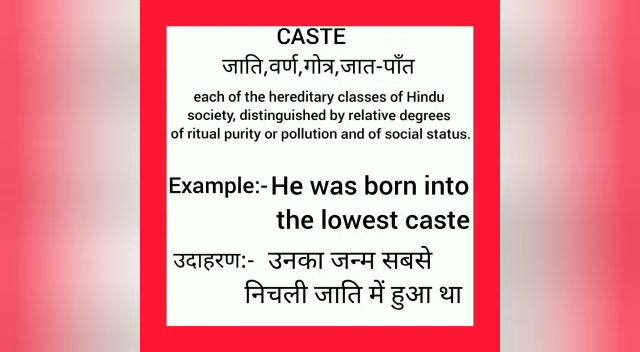 CASTE
जाति,वर्ण,गोत्र,जात-पाँत
each of the hereditary classes of Hindu
society, distinguished by relative degrees
of ritual purity or pollution and of social status.
Example:-He was born into
the lowest caste
उदाहरण:- उनका जन्म सबसे
निचली जाति में हुआ था